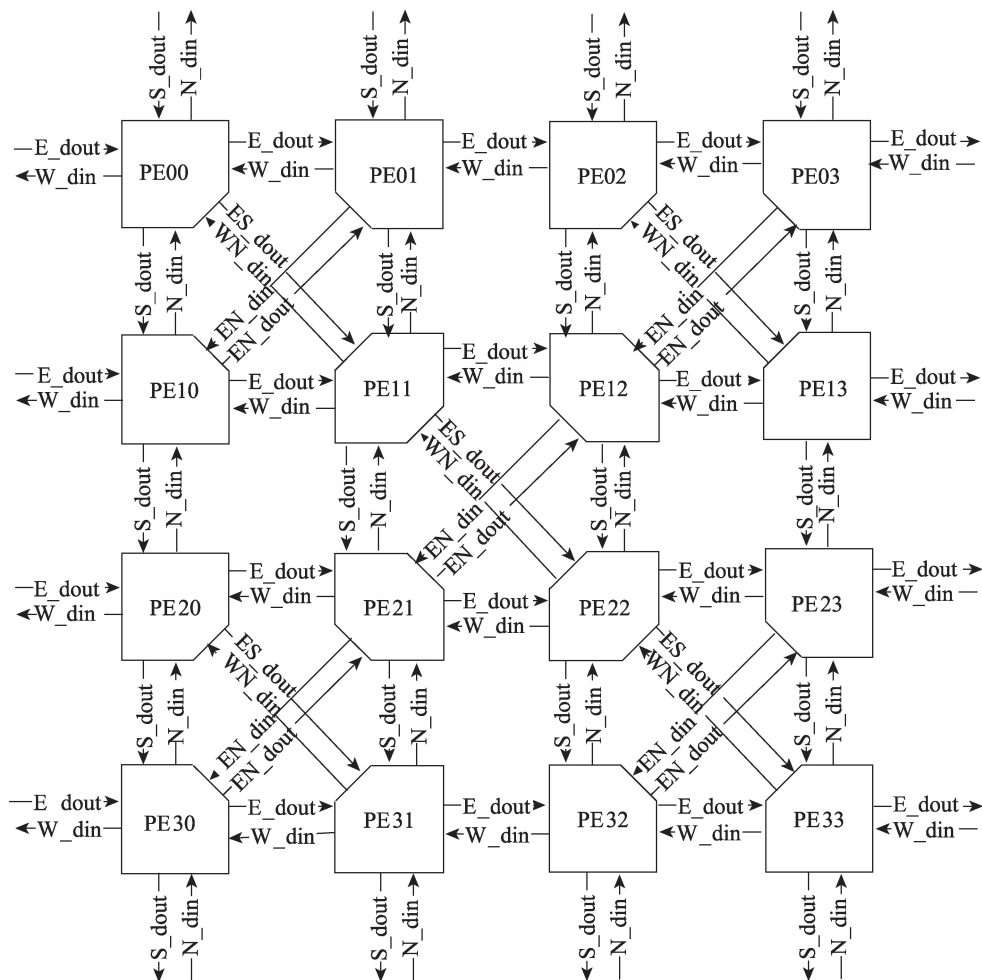 S_dout N_din S_dout N_din S_dout N_din S_dout N_din
E_dout E_dout E_dout E_dout E_dout
W_din W_din W_din W_din W_din
PE00 PE01 PE02 PE03
ES_dout ES_dout
WN_din WN_din
S_dout N_din S_dout N_din S_dout N_din S_dout N_din
EN_din EN_din
EN_dout EN_dout
E_dout E_dout E_dout E_dout E_dout
W_din W_din W_din W_din W_din
PE10 PE11 PE12 PE13
ES_dout
WN_din
S_dout N_din S_dout N_din S_dout N_din S_dout N_din
EN_din
EN_dout
E_dout E_dout E_dout E_dout E_dout
W_din W_din W_din W_din W_din
PE20 PE21 PE22 PE23
ES_dout ES_dout
WN_din WN_din
S_dout N_din S_dout N_din S_dout N_din S_dout N_din
EN_din EN_din
EN_dout EN_dout
E_dout E_dout E_dout E_dout E_dout
W_din W_din W_din W_din W_din
PE30 PE31 PE32 PE33
S_dout N_din S_dout N_din S_dout N_din S_dout N_din